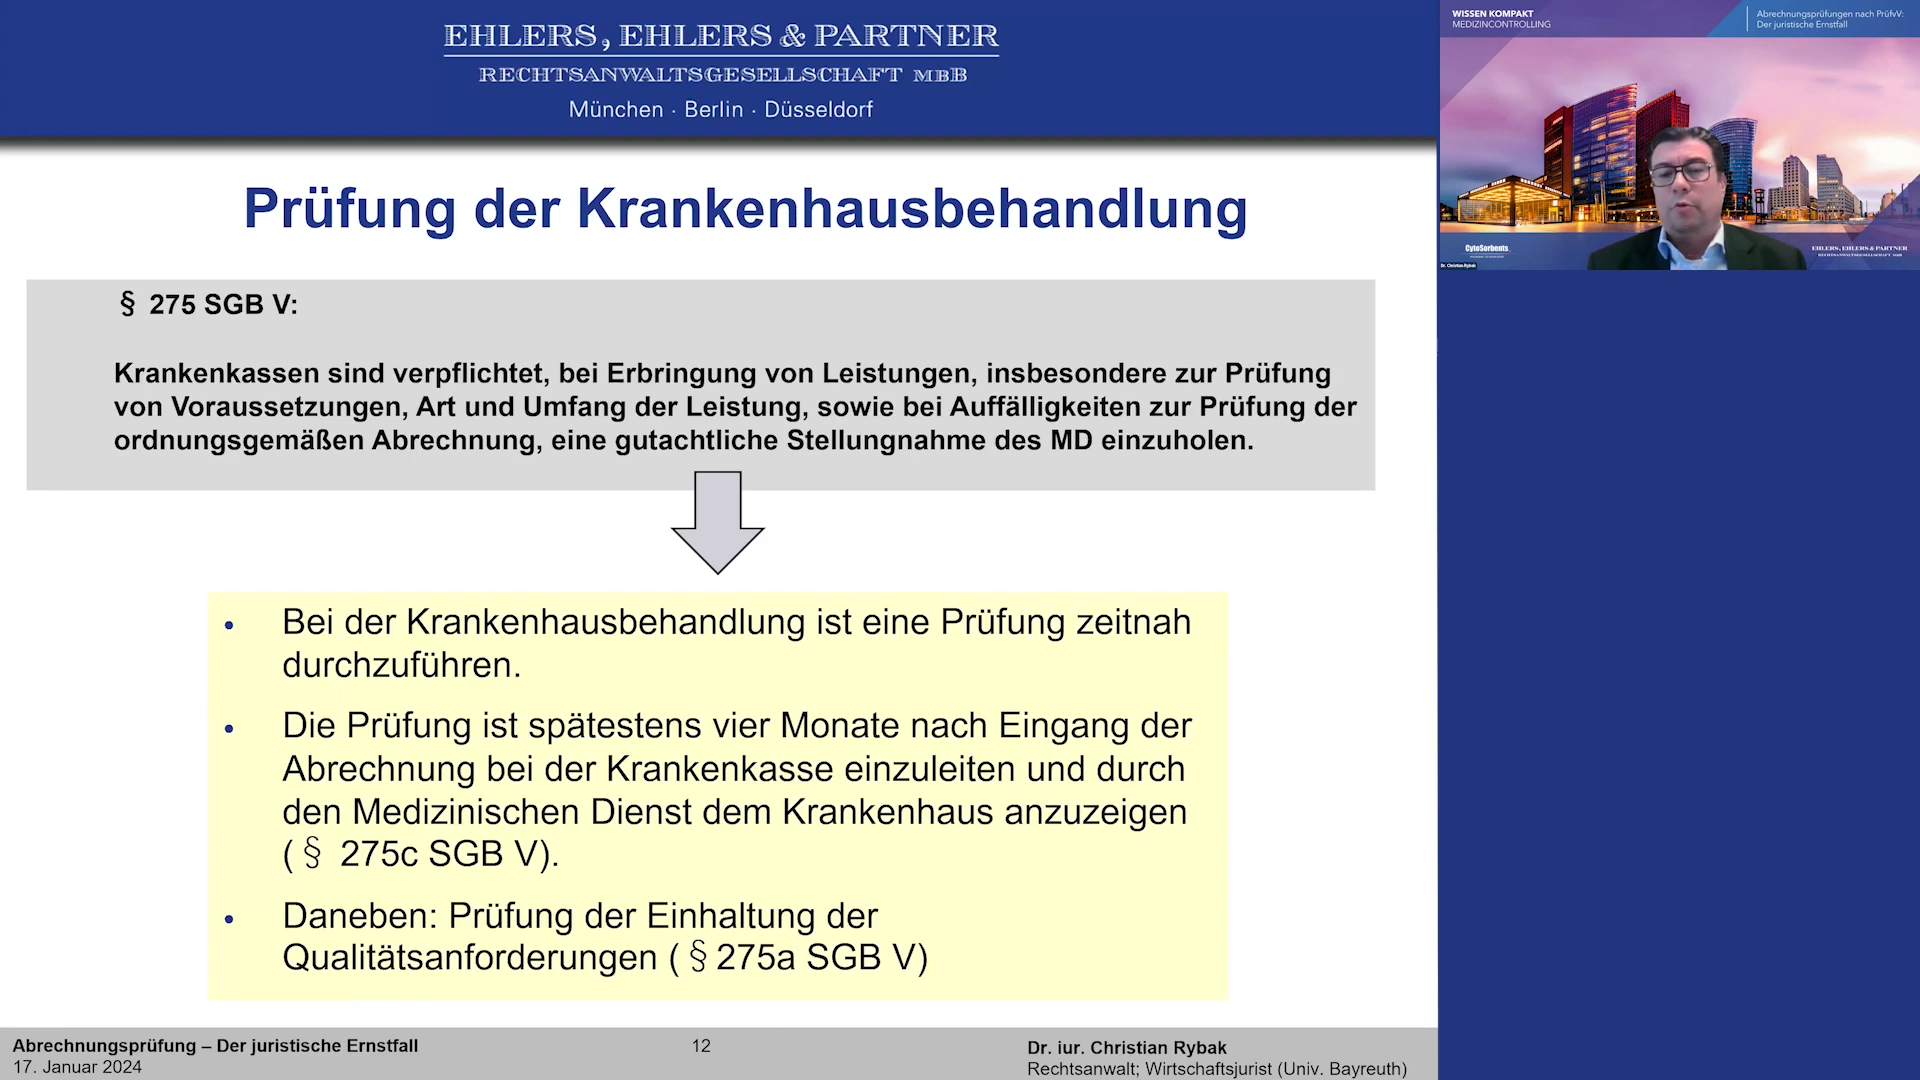 EHLERS, EHLERS & PARTNER
RECHTSANWALTSGESELLSCHAFT MBB
München · Berlin · Düsseldorf
Prüfung der Krankenhausbehandlung
§ 275 SGB V:
Krankenkassen sind verpflichtet, bei Erbringung von Leistungen, insbesondere zur Prüfung
von Voraussetzungen, Art und Umfang der Leistung, sowie bei Auffälligkeiten zur Prüfung der
ordnungsgemäßen Abrechnung, eine gutachtliche Stellungnahme des MD einzuholen.
• Bei der Krankenhausbehandlung ist eine Prüfung zeitnah
durchzuführen.
• Die Prüfung ist spätestens vier Monate nach Eingang der
Abrechnung bei der Krankenkasse einzuleiten und durch
den Medizinischen Dienst dem Krankenhaus anzuzeigen
(§ 275c SGB V).
• Daneben: Prüfung der Einhaltung der
Qualitätsanforderungen (§ 275a SGB V)
Abrechnungsprüfung – Der juristische Ernstfall
17. Januar 2024
12
Dr. iur. Christian Rybak
Rechtsanwalt; Wirtschaftsjurist (Univ. Bayreuth)
WISSEN KOMPAKT
MEDIZINCONTROLLING
Abrechnungsprüfungen nach PrüfvV:
Der juristische Ernstfall
CytoSorbents
EHLERS, EHLERS & PARTNER
RECHTSANWALTSGESELLSCHAFT MBB
Dr. Christian Rybak